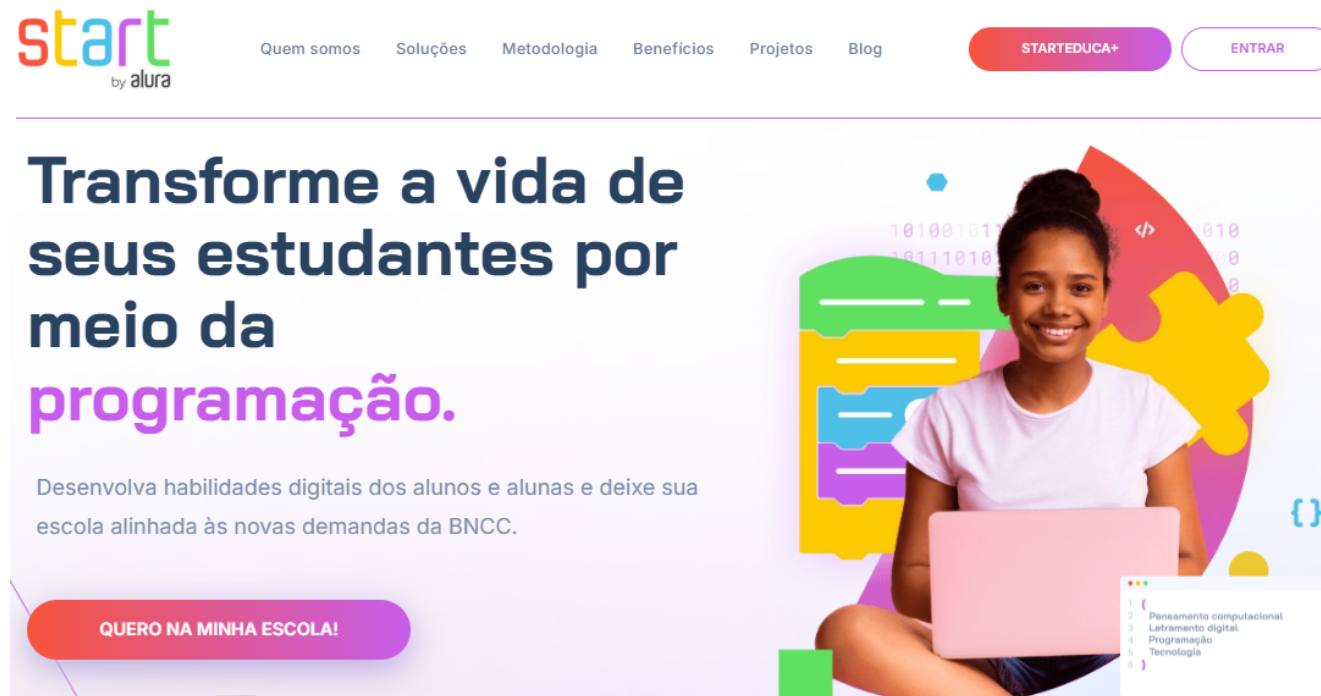 start
by alura
Quem somos Soluções Metodologia Benefícios Projetos Blog STARTEDUCA+ ENTRAR
Transforme a vida de
seus estudantes por
meio da
programação.
Desenvolva habilidades digitais dos alunos e alunas e deixe sua
escola alinhada às novas demandas da BNCC.
QUERO NA MINHA ESCOLA!
</>
{ }
1 {
2 Pensamento computacional
3 Letramento digital
4 Programação
5 Tecnologia
6 }